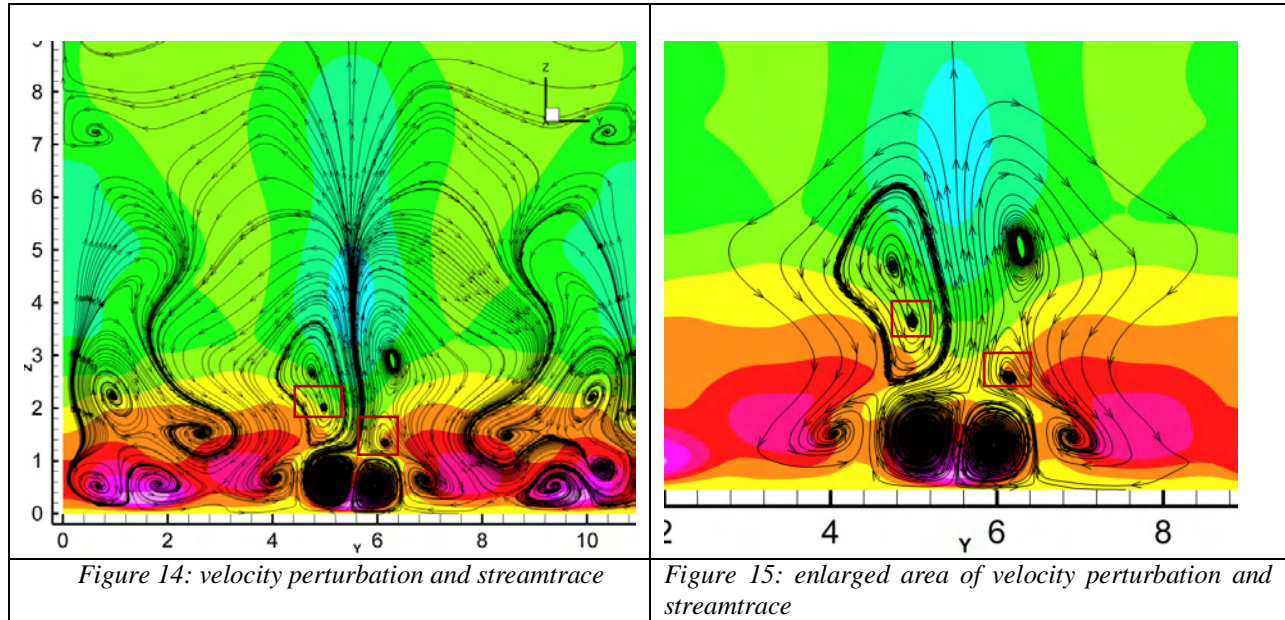 9
8
7
6
5
4
3
2
1
0
z
Z
Y
0 2 4 6 8 10
Y
2 4 6 8
Y
Figure 14: velocity perturbation and streamtrace
Figure 15: enlarged area of velocity perturbation and
streamtrace